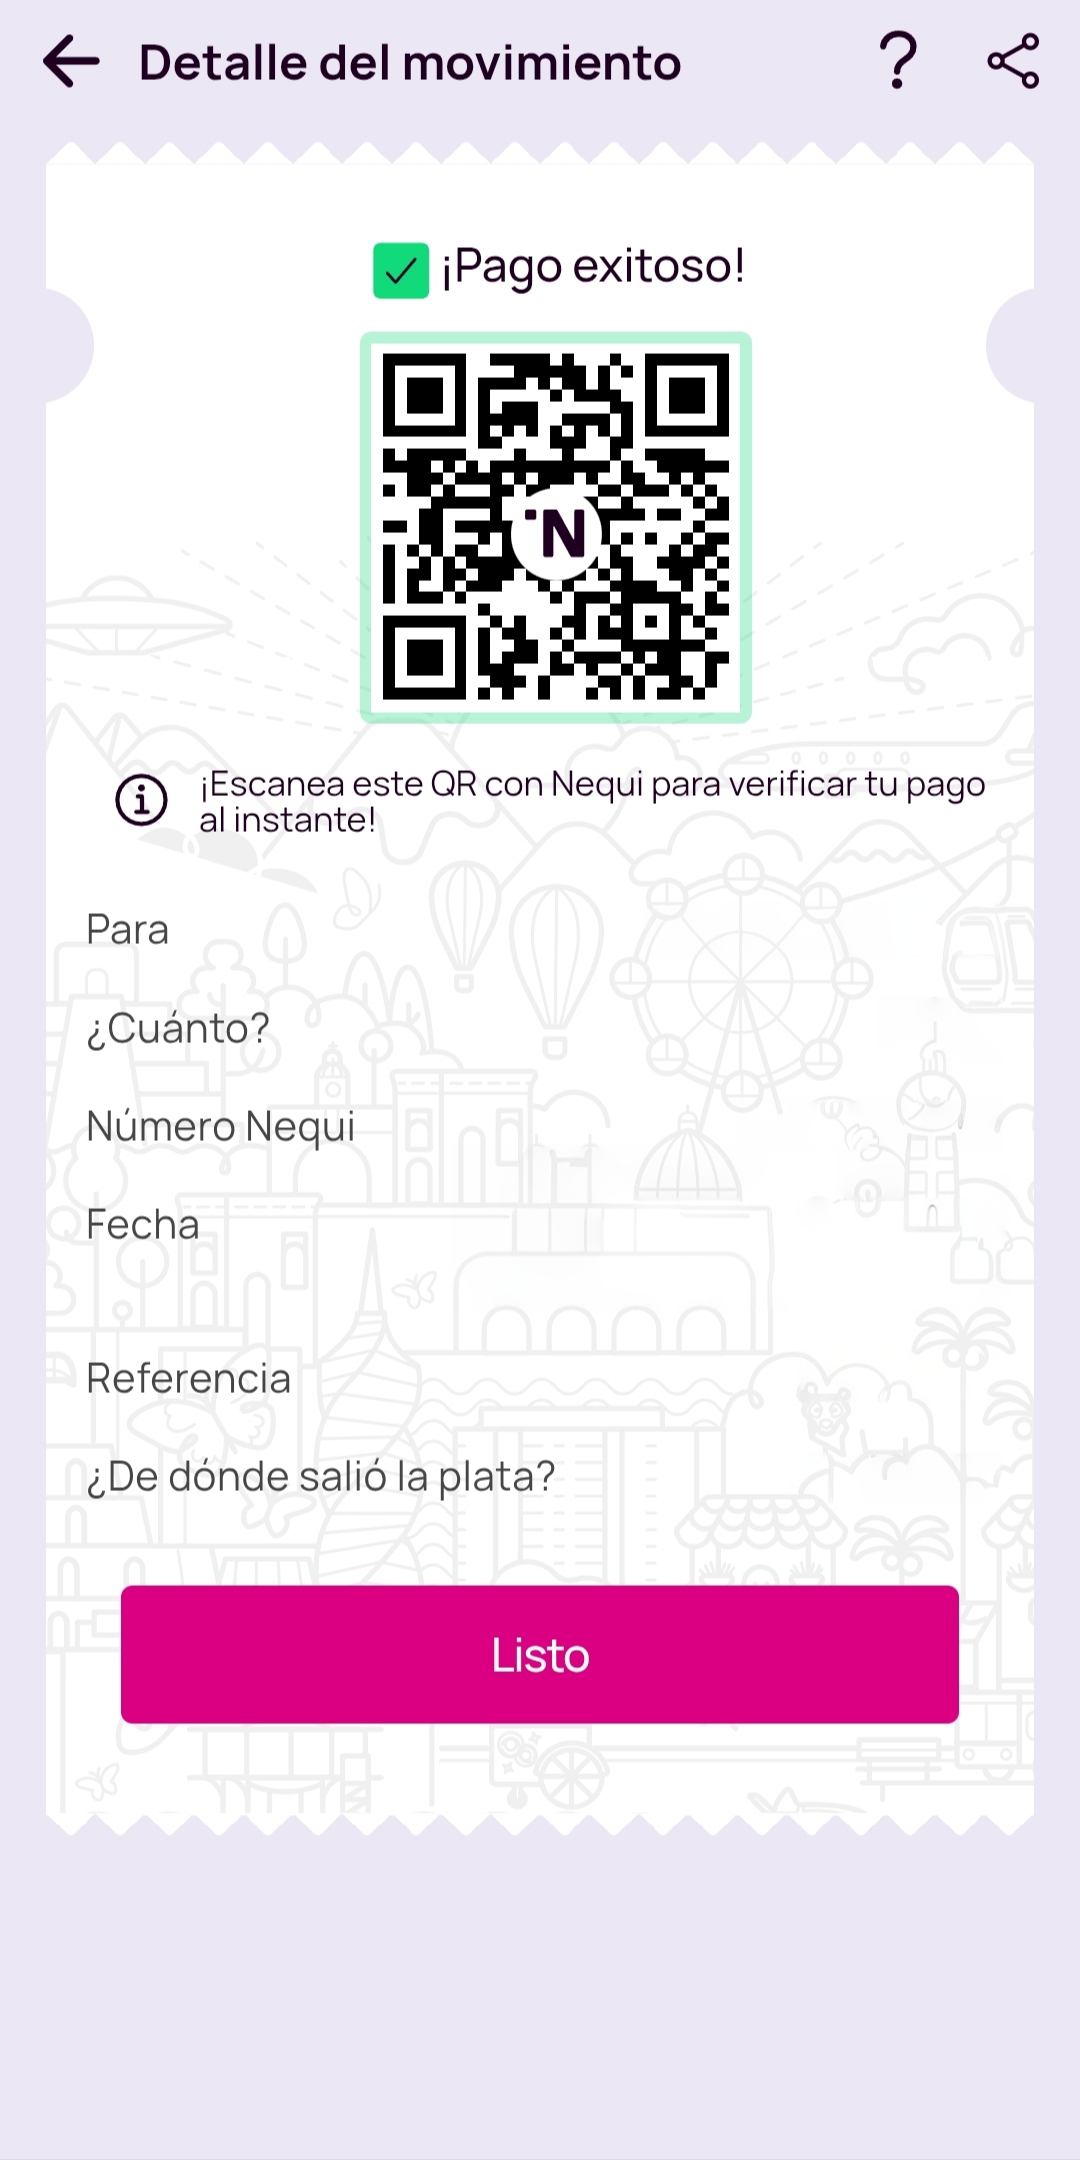 Detalle del movimiento
¡Pago exitoso!
N
¡Escanea este QR con Nequi para verificar tu pago
al instante!
Para
¿Cuánto?
Número Nequi
Fecha
Referencia
¿De dónde salió la plata?
Listo